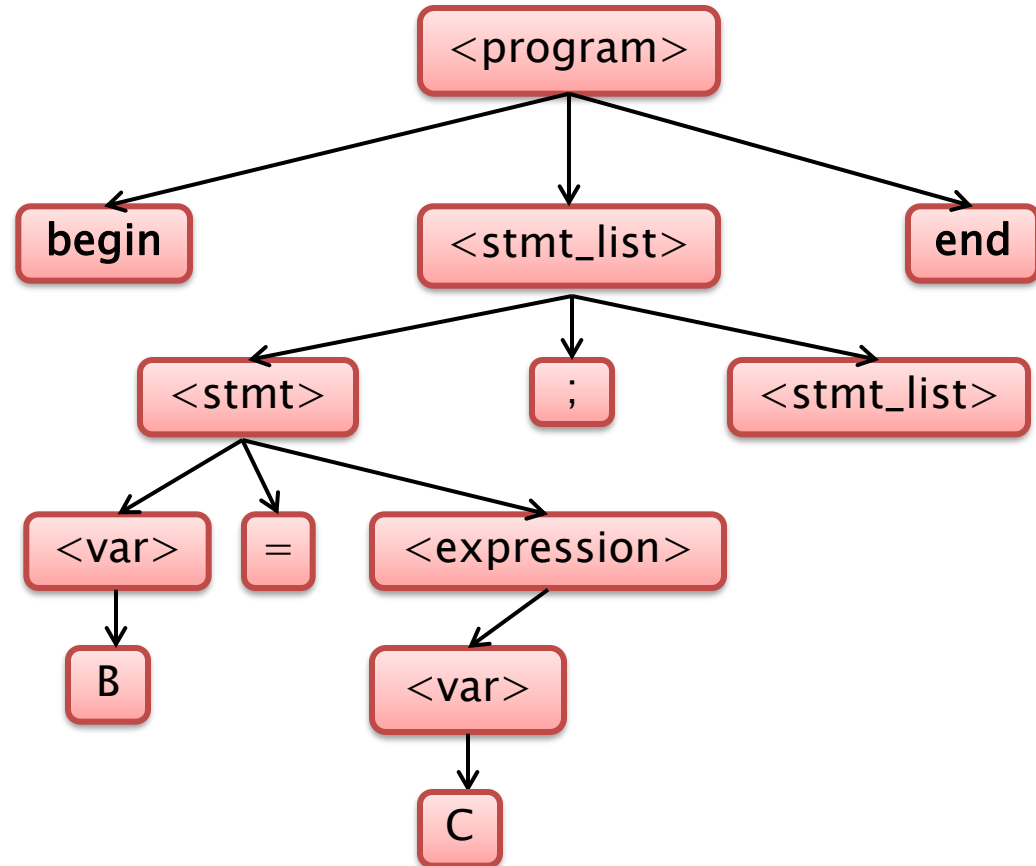 <program>
begin
<stmt_list>
end
<stmt>
;
<stmt_list>
<var>
=
<expression>
B
<var>
C